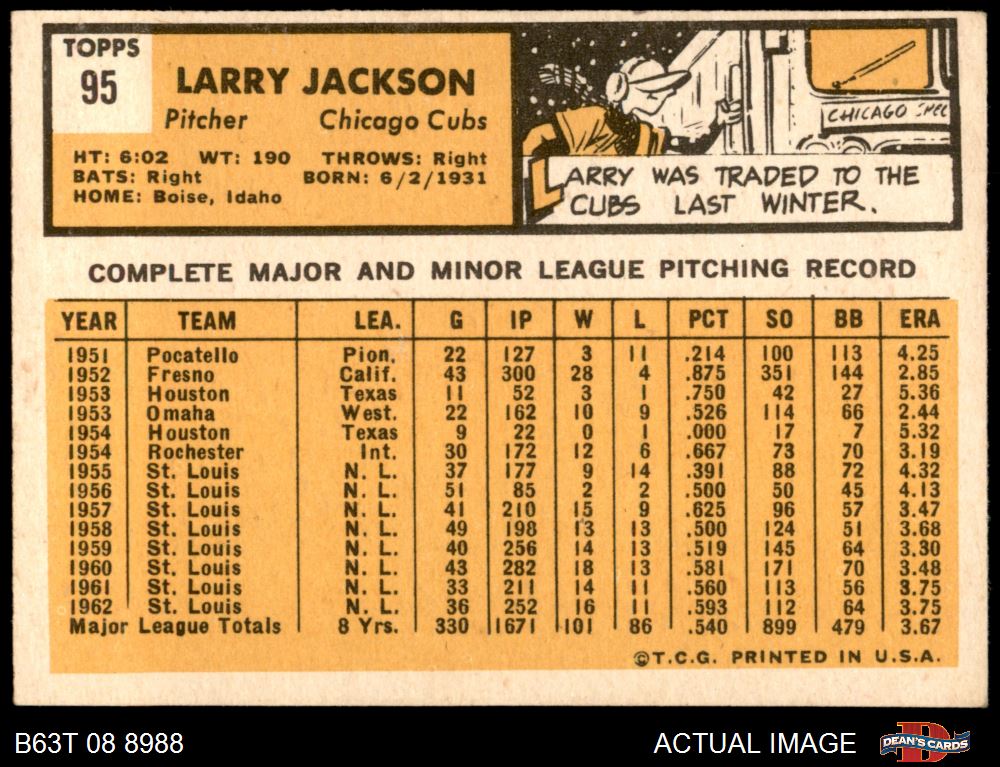 TOPPS
95
LARRY JACKSON
Pitcher Chicago Cubs
HT: 6:02 WT: 190 THROWS: Right
BATS: Right BORN: 6/2/1931
HOME: Boise, Idaho
CHICAGO
LARRY WAS TRADED TO THE
CUBS LAST WINTER.
COMPLETE MAJOR AND MINOR LEAGUE PITCHING RECORD
YEAR TEAM LEA. G IP W L PCT SO BB ERA
1951 Pocatello Pion. 22 127 3 11 .214 100 113 4.25
1952 Fresno Calif. 43 300 28 4 .875 351 144 2.85
1953 Houston Texas 11 52 3 1 .750 42 27 5.36
1953 Omaha West. 22 162 10 9 .526 114 66 2.44
1954 Houston Texas 9 22 0 1 .000 17 7 5.32
1954 Rochester Int. 30 172 12 6 .667 73 70 3.19
1955 St. Louis N. L. 37 177 9 14 .391 88 72 4.32
1956 St. Louis N. L. 51 85 2 2 .500 50 45 4.13
1957 St. Louis N. L. 41 210 15 9 .625 96 57 3.47
1958 St. Louis N. L. 49 198 13 13 .500 124 51 3.68
1959 St. Louis N. L. 40 256 14 13 .519 145 64 3.30
1960 St. Louis N. L. 43 282 18 13 .581 171 70 3.48
1961 St. Louis N. L. 33 211 14 11 .560 113 56 3.75
1962 St. Louis N. L. 36 252 16 11 .593 112 64 3.75
Major League Totals 8 Yrs. 330 1671 101 86 .540 899 479 3.67
©T.C.G. PRINTED IN U.S.A.
B63T 08 8988 ACTUAL IMAGE DEAN'S CARDS